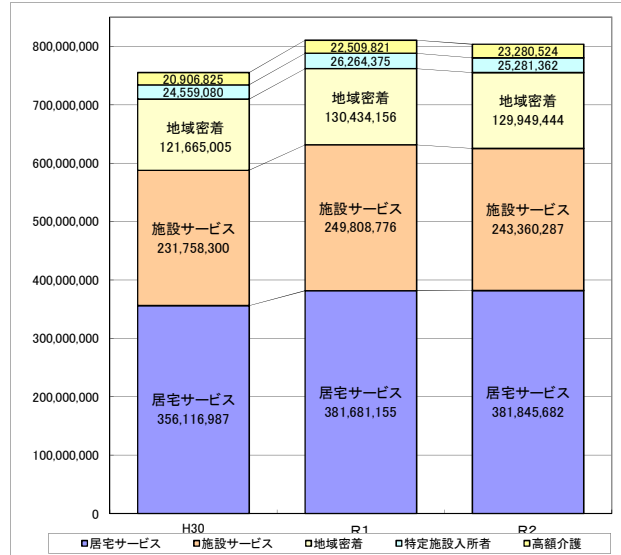 800,000,000
700,000,000
600,000,000
500,000,000
400,000,000
300,000,000
200,000,000
100,000,000
0
20,906,825
24,559,080
地域密着
121,665,005
施設サービス
231,758,300
居宅サービス
356,116,987
H30
22,509,821
26,264,375
地域密着
130,434,156
施設サービス
249,808,776
居宅サービス
381,681,155
R1
23,280,524
25,281,362
地域密着
129,949,444
施設サービス
243,360,287
居宅サービス
381,845,682
R2
居宅サービス 施設サービス 地域密着 特定施設入所者 高額介護